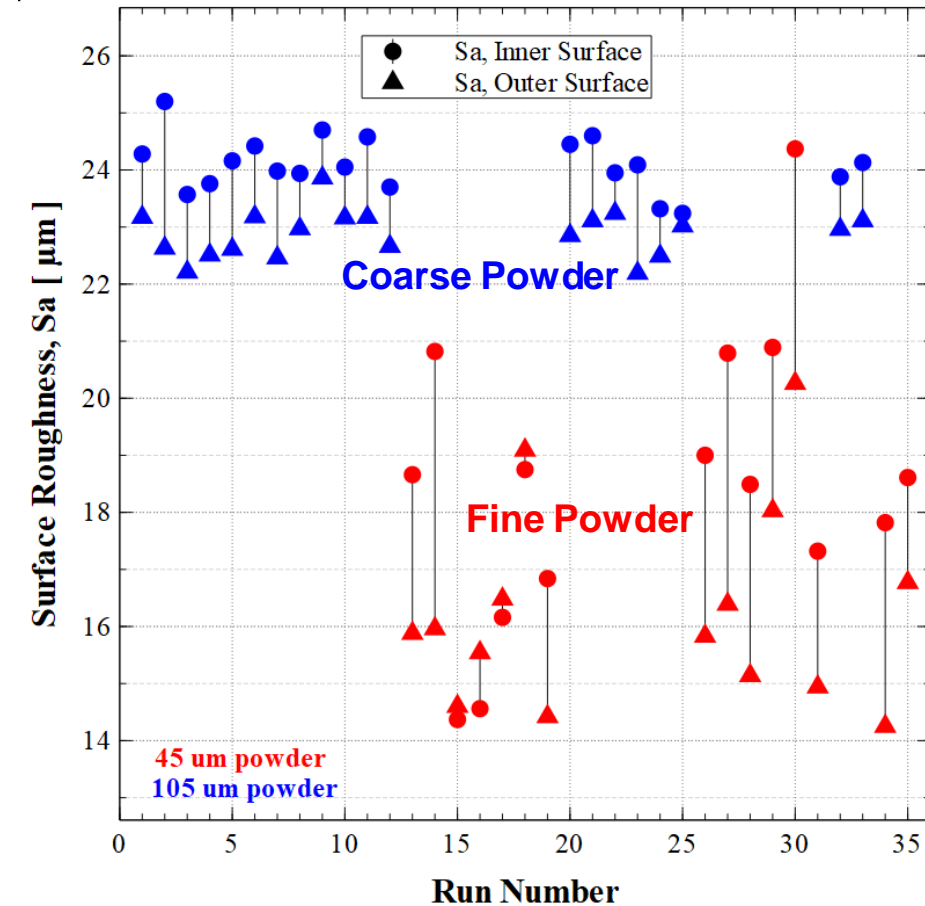 26
24
22
20
18
16
14
Surface Roughness, Sa [ µm ]
Sa, Inner Surface
Sa, Outer Surface
Coarse Powder
Fine Powder
45 um powder
105 um powder
0 5 10 15 20 25 30 35
Run Number